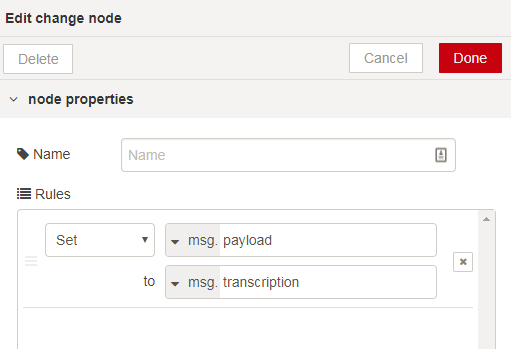 Edit change node
Delete Cancel Done
node properties
Name Name
Rules
Set msg. payload
to msg. transcription